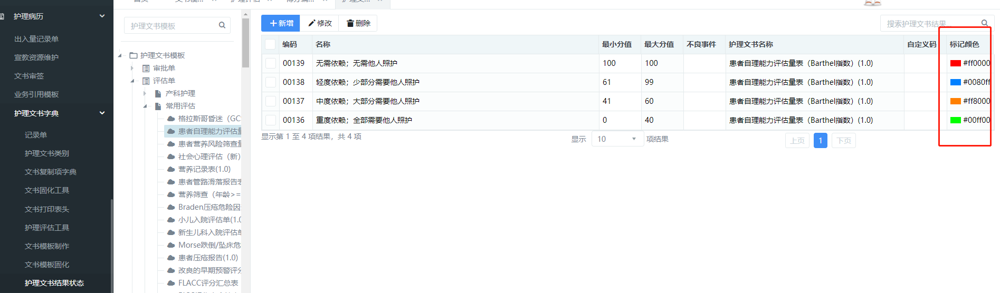 护理病历
出入量记录单
宣教资源维护
文书审签
业务引用模板
护理文书字典
记录单
护理文书类别
文书复制项字典
文书固化工具
文书打印表头
护理评估工具
文书模板制作
文书模板固化
护理文书结果状态
护理文书模板
护理文书模板
审批单
评估单
产科护理
常用评估
格拉斯哥昏迷（GC
患者自理能力评估量
患者营养风险筛查量
社会心理评估（新）
营养记录表(1.0)
患者管路滑落报告表
营养筛查（年龄>=
Braden压疮危险因
小儿入院评估单(1.0
新生儿科入院评估单
Morse跌倒/坠床危
患者压疮报告(1.0)
改良的早期预警评分
FLACC评分汇总表
新增 修改 删除
搜索护理文书结果...
编码 名称 最小分值 最大分值 不良事件 护理文书名称 自定义码 标记颜色
00139 无需依赖；无需他人照护 100 100 患者自理能力评估量表（Barthel指数）(1.0) #ff0000
00138 轻度依赖；少部分需要他人照护 61 99 患者自理能力评估量表（Barthel指数）(1.0) #0080ff
00137 中度依赖；大部分需要他人照护 41 60 患者自理能力评估量表（Barthel指数）(1.0) #ff8000
00136 重度依赖；全部需要他人照护 0 40 患者自理能力评估量表（Barthel指数）(1.0) #00ff00
显示第 1 至 4 项结果，共 4 项 显示 10 项结果 上页 1 下页